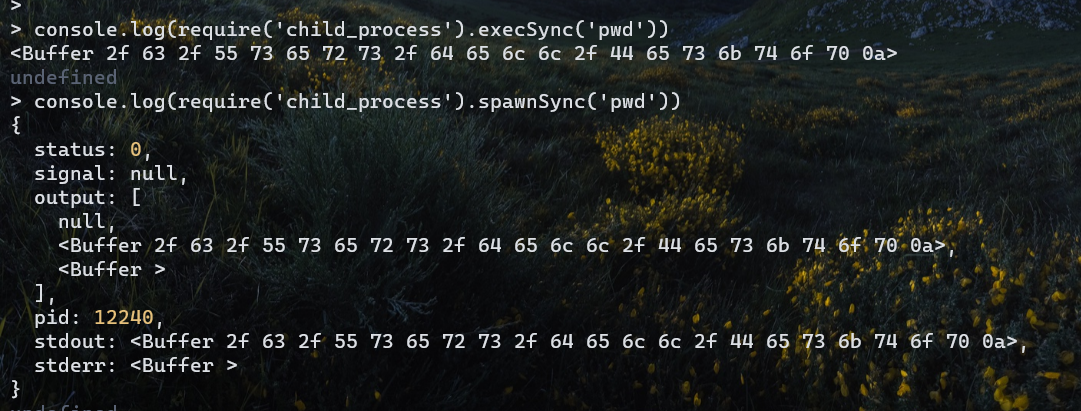 >
> console.log(require('child_process').execSync('pwd'))
<Buffer 2f 63 2f 55 73 65 72 73 2f 64 65 6c 6c 2f 44 65 73 6b 74 6f 70 0a>
undefined
> console.log(require('child_process').spawnSync('pwd'))
{
  status: 0,
  signal: null,
  output: [
    null,
    <Buffer 2f 63 2f 55 73 65 72 73 2f 64 65 6c 6c 2f 44 65 73 6b 74 6f 70 0a>,
    <Buffer >
  ],
  pid: 12240,
  stdout: <Buffer 2f 63 2f 55 73 65 72 73 2f 64 65 6c 6c 2f 44 65 73 6b 74 6f 70 0a>,
  stderr: <Buffer >
}
undefined